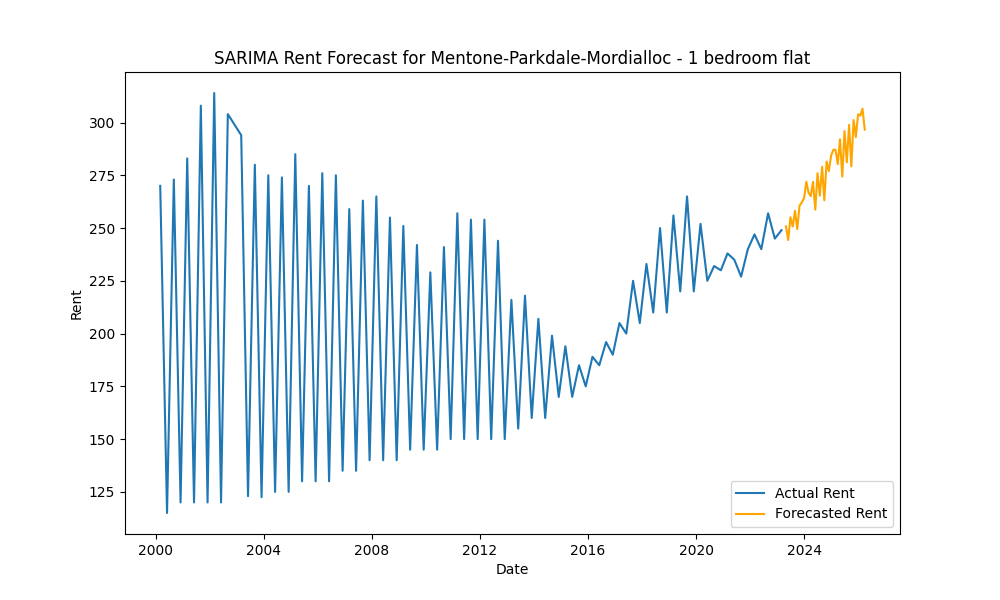 SARIMA Rent Forecast for Mentone-Parkdale-Mordialloc - 1 bedroom flat
300
275
250
225
200
175
150
125
Rent
2000 2004 2008 2012 2016 2020 2024
Date
Actual Rent
Forecasted Rent